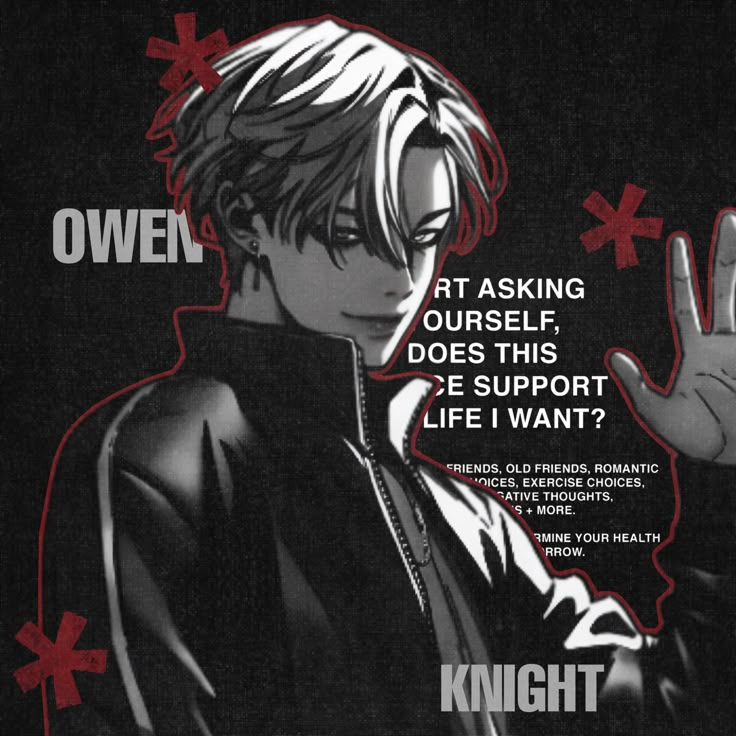 OWEN
RT ASKING
OURSELF,
DOES THIS
CE SUPPORT
LIFE I WANT?
FRIENDS, OLD FRIENDS, ROMANTIC
HOICES, EXERCISE CHOICES,
GATIVE THOUGHTS,
S + MORE.
RMINE YOUR HEALTH
RROW.
KNIGHT